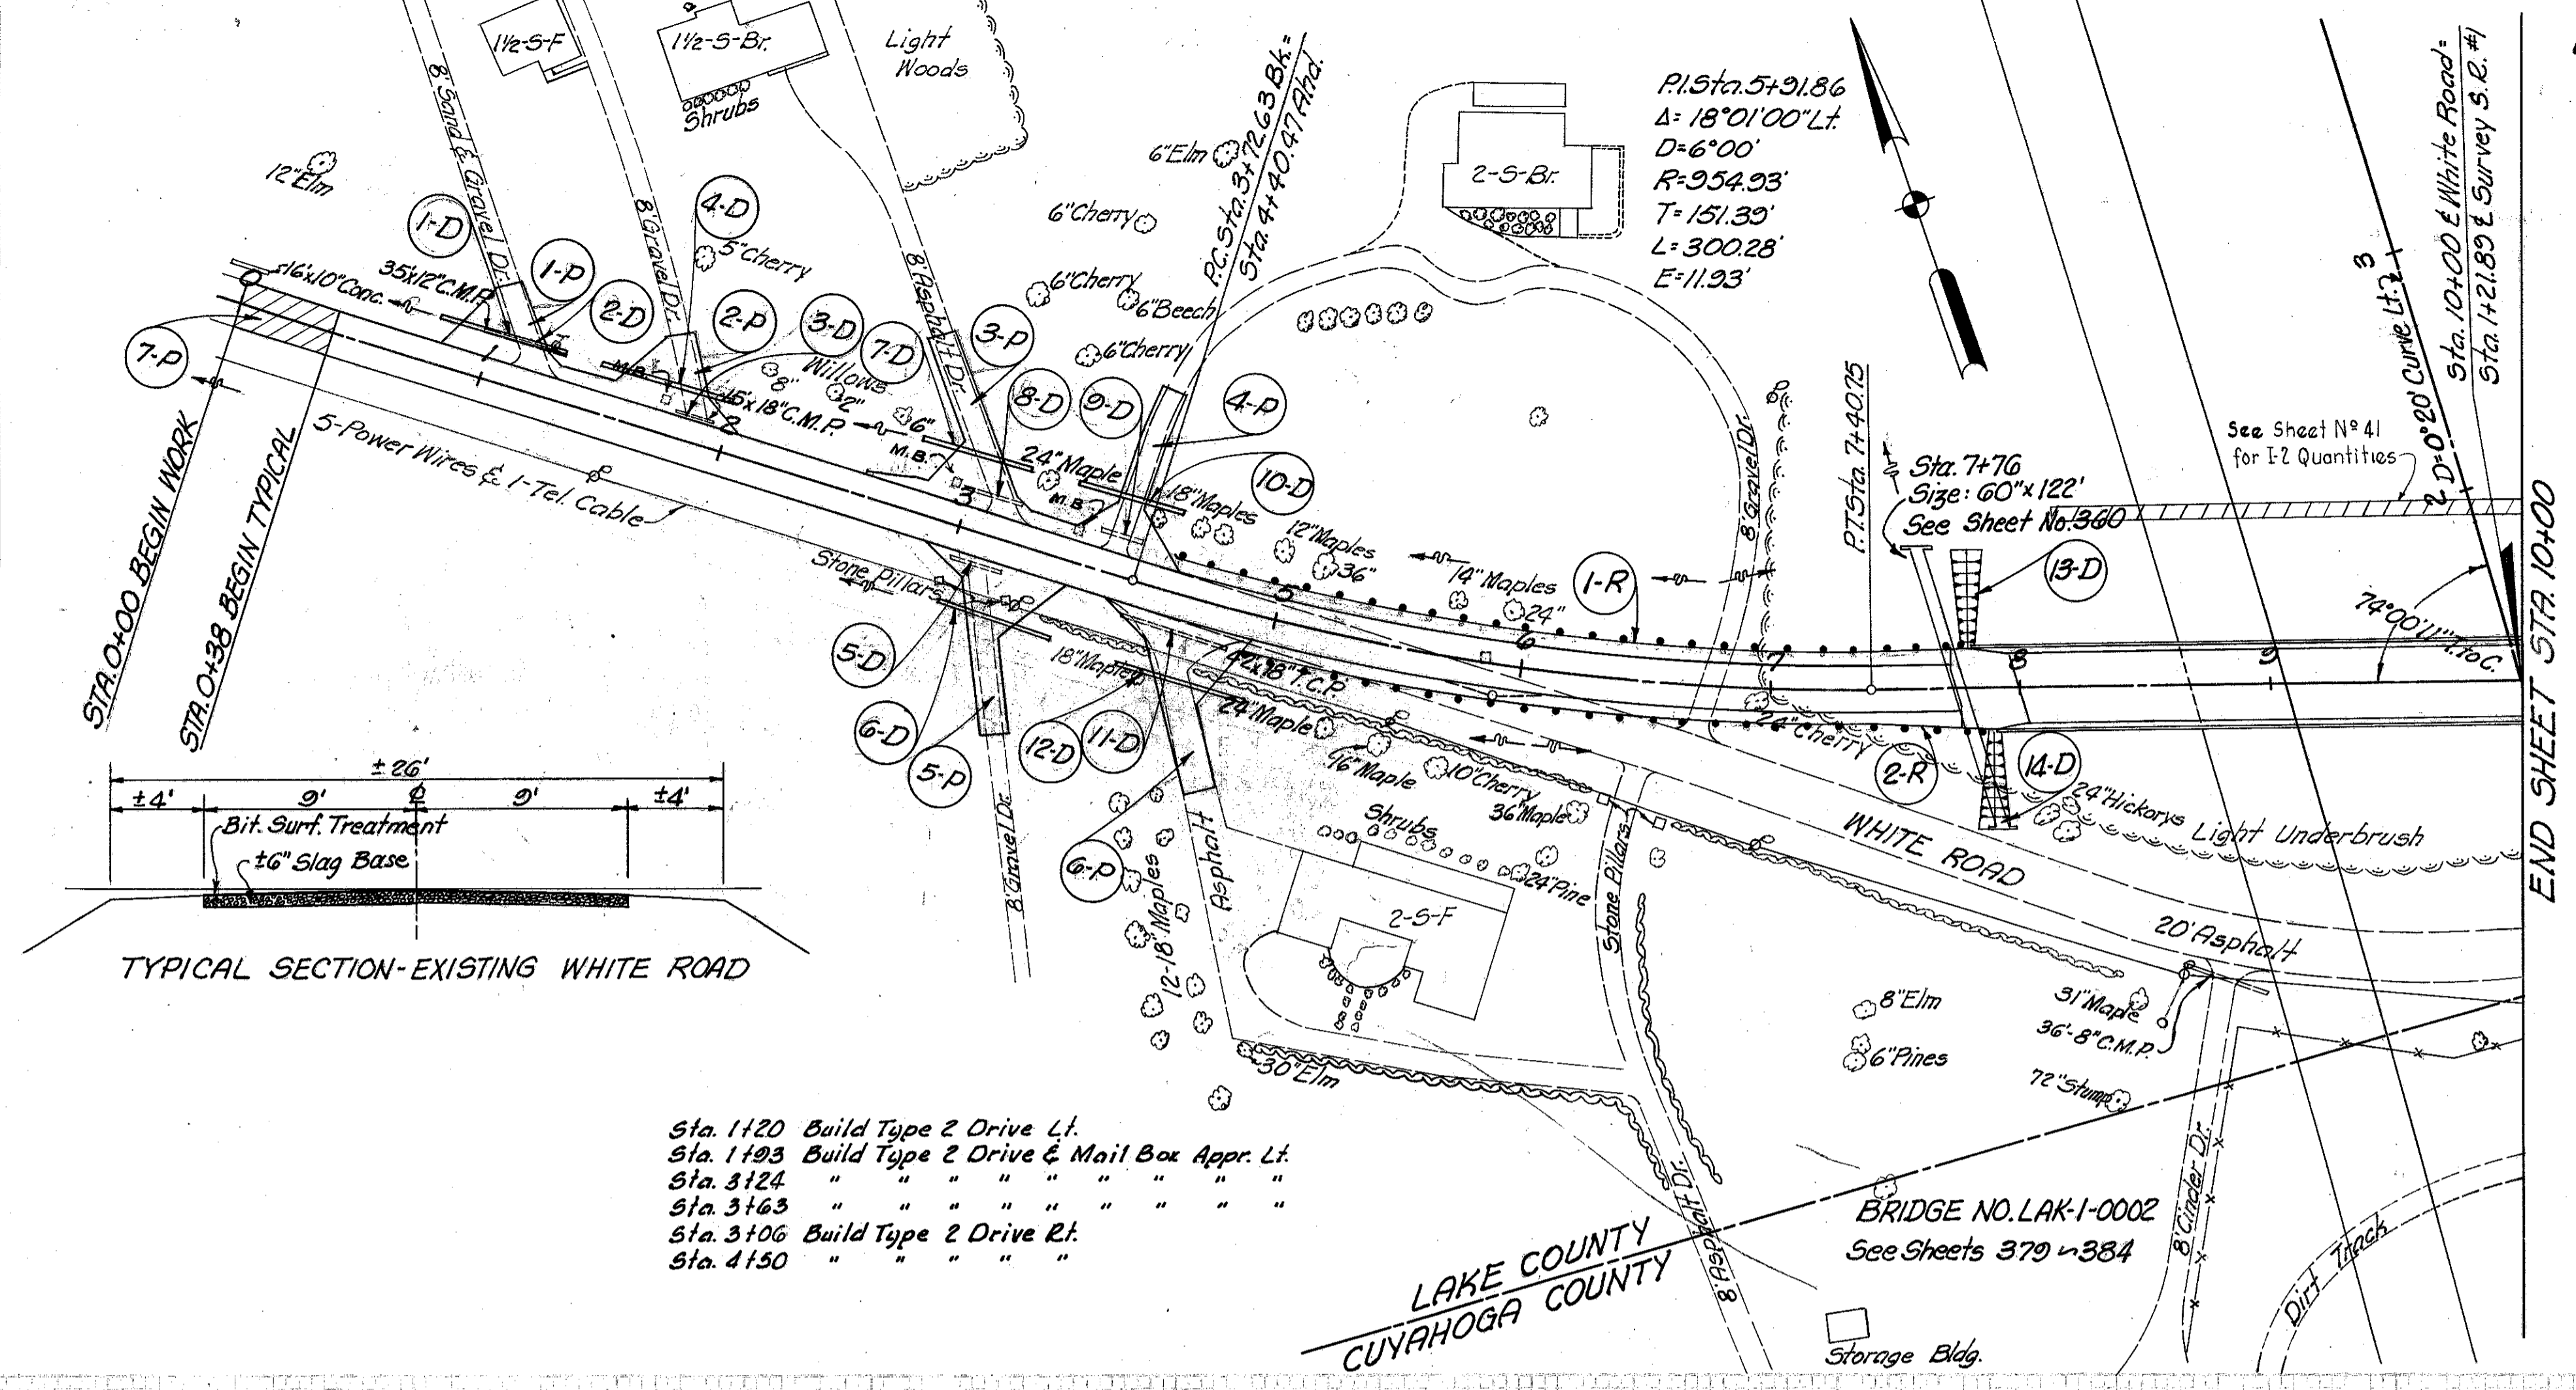 1½-S-F
1½-S-Br.
Shrubs
Light
Woods
8' Sand & Gravel Dr.
8' Gravel Dr.
8' Asphalt Dr.
12" Elm
6" Elm
6" Cherry
6" Cherry
6" Beech
6" Cherry
5" Cherry
P.C. Sta. 3+72.63 Bk.=
Sta. 4+40.47 Ahd.
2-S-Br.
P.I. Sta. 5+91.86
Δ= 18°01'00" Lt.
D=6°00'
R=954.93'
T=151.39'
L=300.28'
E=11.93'
Sta. 10+00 ℄ White Road=
Sta. 1+21.89 ℄ Survey S.R. #1
2 D=0°20' Curve Lt. 3
See Sheet Nº 41
for I-2 Quantities
1-D
1-P
2-D
4-D
2-P
3-D
7-D
3-P
8-D
9-D
4-P
10-D
7-P
16'x10" Conc.
35'x12" C.M.P.
M.B.
Willows
8"
2"
6"
15'x18" C.M.P.
M.B.
24" Maple
M.B.
18" Maples
12" Maples
36"
14" Maples
24"
1-R
8' Gravel Dr.
P.T. Sta. 7+40.75
Sta. 7+76
Size: 60"x122'
See Sheet No. 360
13-D
74°00'11" T. to C.
END SHEET STA. 10+00
STA. 0+00 BEGIN WORK
STA. 0+38 BEGIN TYPICAL
5-Power Wires & 1-Tel. Cable
1
2
3
5
6
7
8
9
Stone Pillars
5-D
6-D
5-P
12-D
11-D
6-P
18" Maple
42'x18" T.C.P.
24" Maple
96" Maple
10" Cherry
36" Maple
24" Cherry
2-R
14-D
24" Hickorys
Light Underbrush
WHITE ROAD
20' Asphalt
8' Gravel Dr.
12-18" Maples
Asphalt
Shrubs
24" Pine
2-S-F
Stone Pillars
30" Elm
8' Asphalt Dr.
8" Elm
6" Pines
31" Maple
36'-8" C.M.P.
72" Stump
8' Cinder Dr.
Dirt Track
±26'
±4' 9' ℄ 9' ±4'
Bit. Surf. Treatment
±6" Slag Base
TYPICAL SECTION-EXISTING WHITE ROAD
Sta. 1+20 Build Type 2 Drive Lt.
Sta. 1+93 Build Type 2 Drive & Mail Box Appr. Lt.
Sta. 3+24 " " " " " " " " "
Sta. 3+63 " " " " " " " " "
Sta. 3+06 Build Type 2 Drive Rt.
Sta. 4+50 " " " " "
LAKE COUNTY
CUYAHOGA COUNTY
BRIDGE NO. LAK-1-0002
See Sheets 379~384
Storage Bldg.